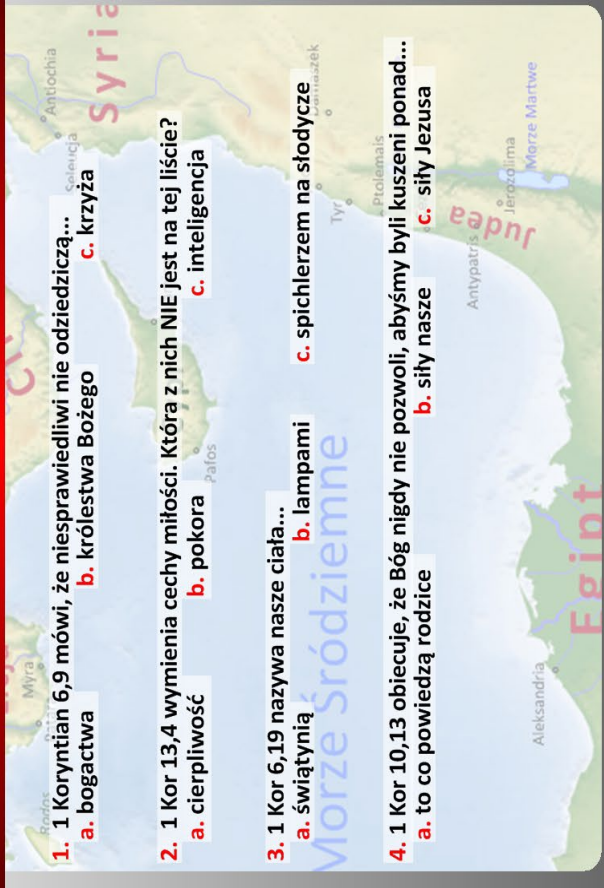 1. 1 Koryntian 6,9 mówi, że niesprawiedliwi nie odziedziczą...
a. bogactwa b. królestwa Bożego c. krzyża
2. 1 Kor 13,4 wymienia cechy miłości. Która z nich NIE jest na tej liście?
a. cierpliwość b. pokora c. inteligencja
3. 1 Kor 6,19 nazywa nasze ciała...
a. świątynią b. lampami c. spichlerzem na słodycze
4. 1 Kor 10,13 obiecuje, że Bóg nigdy nie pozwoli, abyśmy byli kuszeni ponad...
a. to co powiedzą rodzice b. siły nasze c. siły Jezusa
Rodos
Myra
Pafos
Seleucja
Antiochia
Syria
Morze Śródziemne
Tyr
Ptolemais
Antypatris
Judea
Jerozolima
Morze Martwe
Aleksandria
Egipt